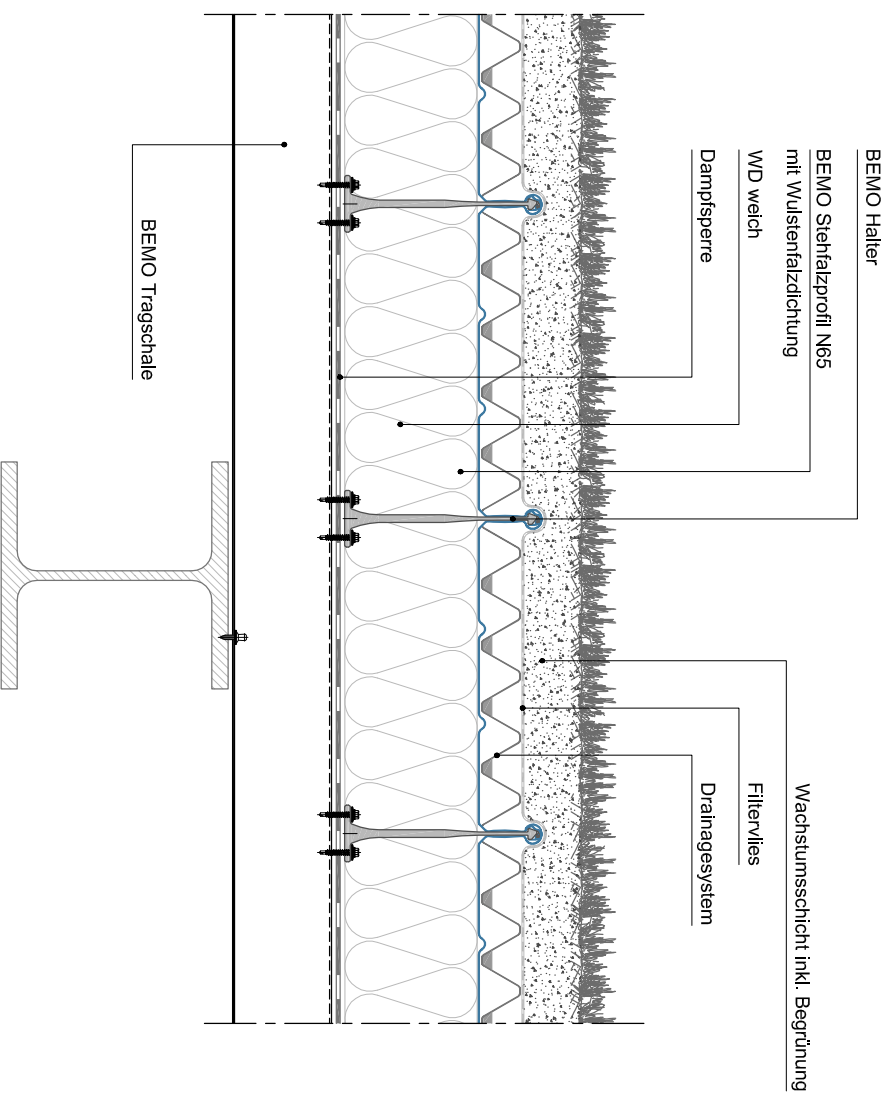 BEMO Halter
BEMO Stehfalzprofil N65
mit Wulstenfalzdichtung
WD weich
Dampfsperre
Wachstumsschicht inkl. Begrünung
Filtervlies
Drainagesystem
BEMO Tragschale